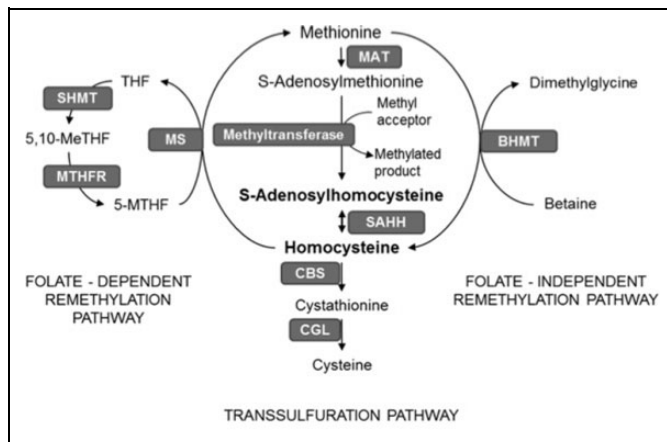 Methionine
MAT
THF
S-Adenosylmethionine
Dimethylglycine
SHMT
Methyl
acceptor
5,10-MeTHF
MS
Methyltransferase
BHMT
Methylated
product
MTHFR
5-MTHF
S-Adenosylhomocysteine
Betaine
SAHH
Homocysteine
CBS
FOLATE - DEPENDENT
REMETHYLATION
PATHWAY
FOLATE - INDEPENDENT
REMETHYLATION PATHWAY
Cystathionine
CGL
Cysteine
TRANSSULFURATION PATHWAY